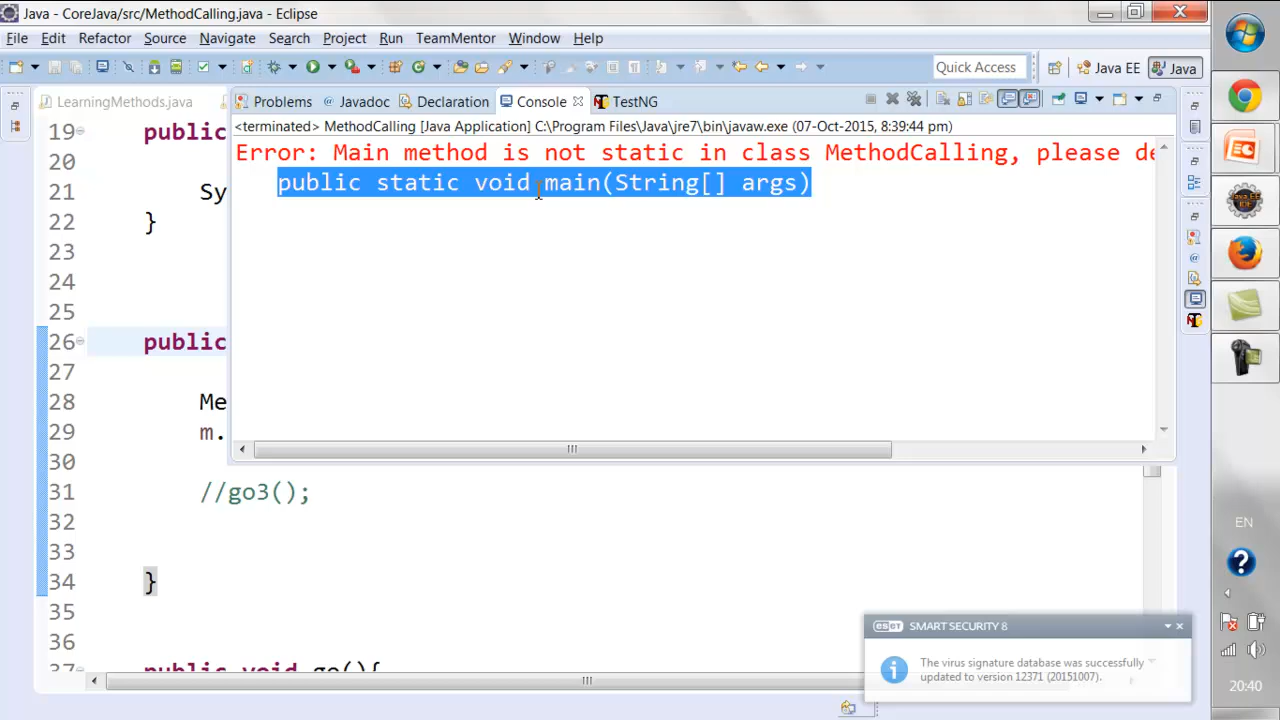 Java - CoreJava/src/MethodCalling.java - Eclipse
File Edit Refactor Source Navigate Search Project Run TeamMentor Window Help
Quick Access Java EE Java
LearningMethods.java Problems @ Javadoc Declaration Console TestNG
<terminated> MethodCalling [Java Application] C:\Program Files\Java\jre7\bin\javaw.exe (07-Oct-2015, 8:39:44 pm)
Error: Main method is not static in class MethodCalling, please de
public static void main(String[] args)
19 public
20
21 Sy
22 }
23
24
25
26 public
27
28 Me
29 m.
30
31 //go3();
32
33
34 }
35
36
37 public void go(){
eset SMART SECURITY 8
The virus signature database was successfully
updated to version 12371 (20151007).
EN
20:40